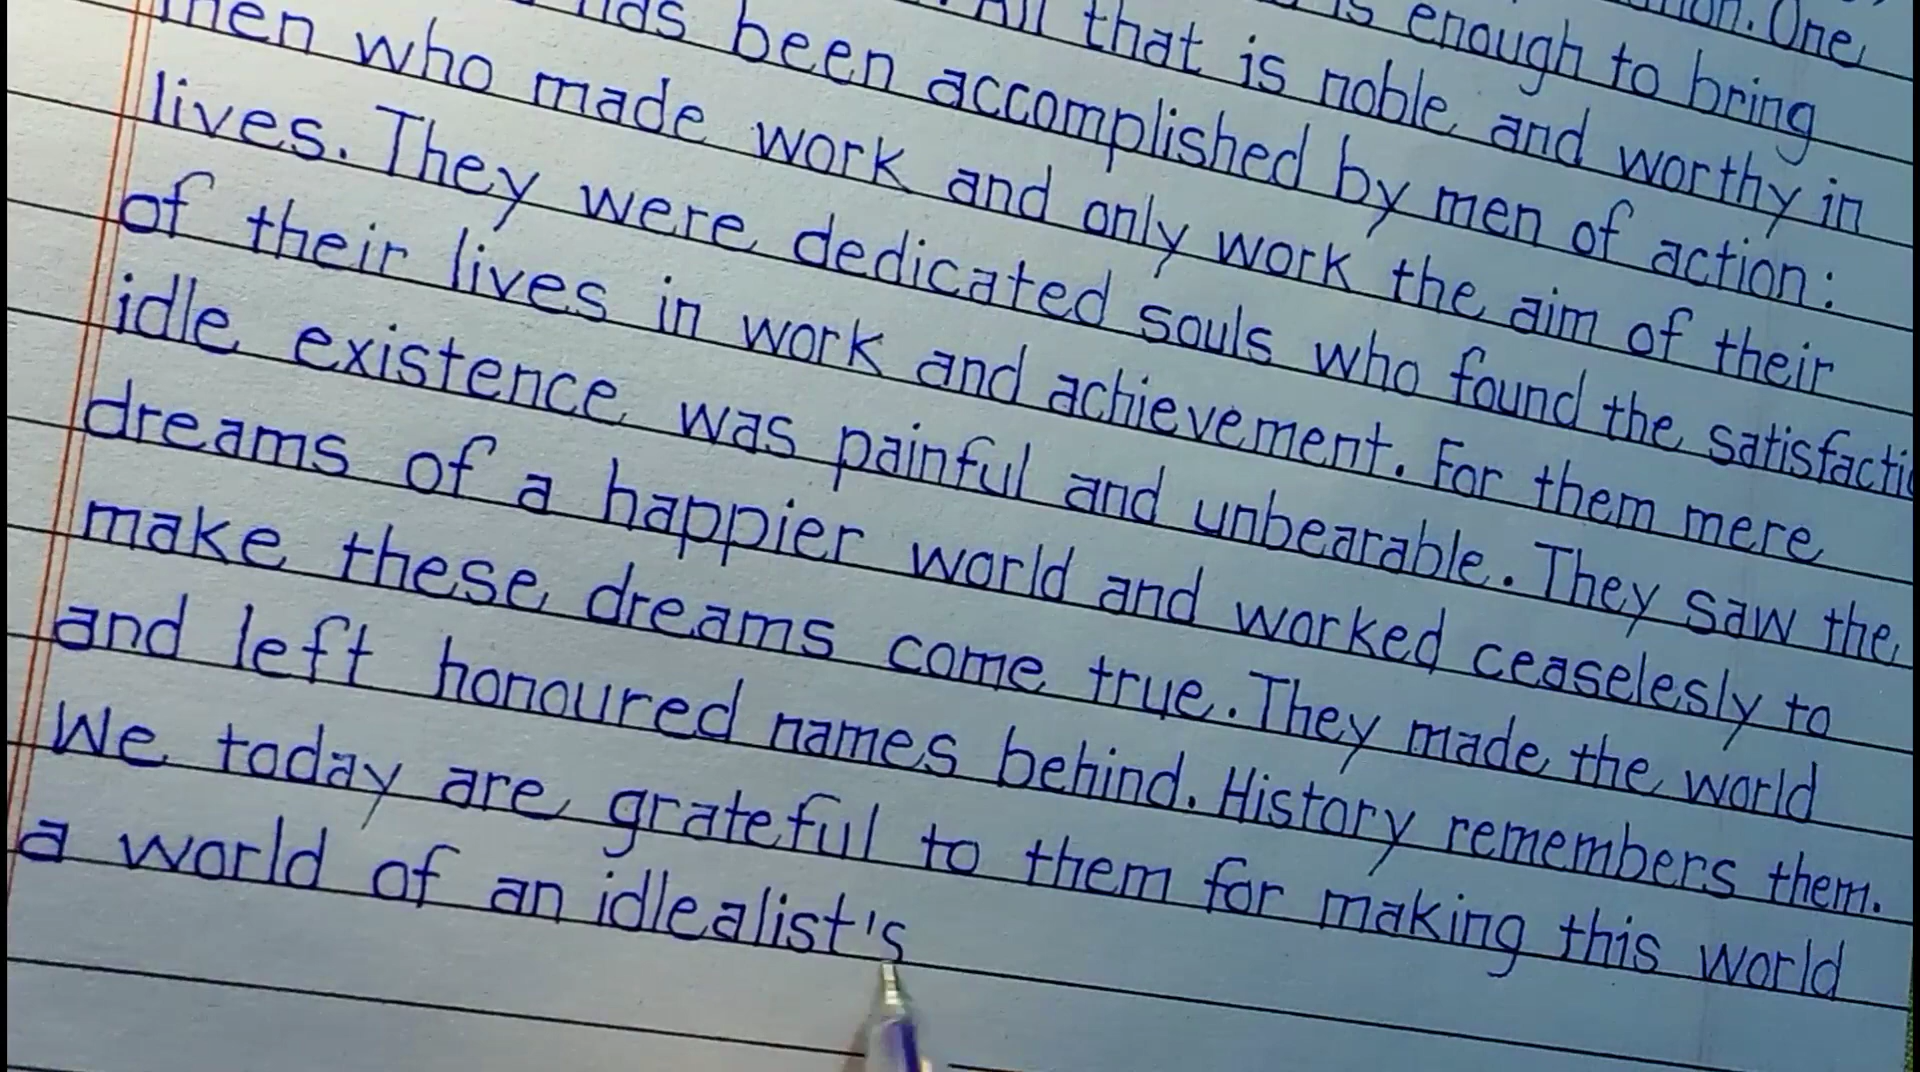 One
is enough to bring
All that is noble and worthy in
has been accomplished by men of action:
men who made work and only work the aim of their
lives. They were dedicated souls who found the satisfacti
of their lives in work and achievement. For them mere
idle existence was painful and unbearable. They saw the
dreams of a happier world and worked ceaselesly to
make these dreams come true. They made the world
and left honoured names behind. History remembers them.
We today are grateful to them for making this world
a world of an idlealist's